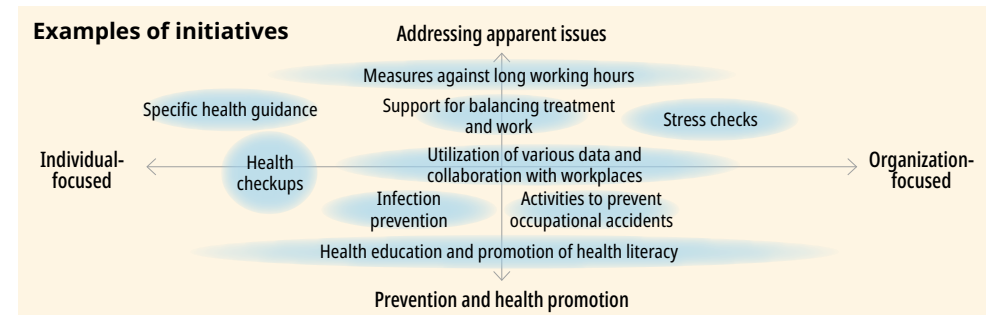 Examples of initiatives
Addressing apparent issues
Measures against long working hours
Specific health guidance
Support for balancing treatment
and work
Stress checks
Individual-
focused
Health
checkups
Utilization of various data and
collaboration with workplaces
Organization-
focused
Infection
prevention
Activities to prevent
occupational accidents
Health education and promotion of health literacy
Prevention and health promotion